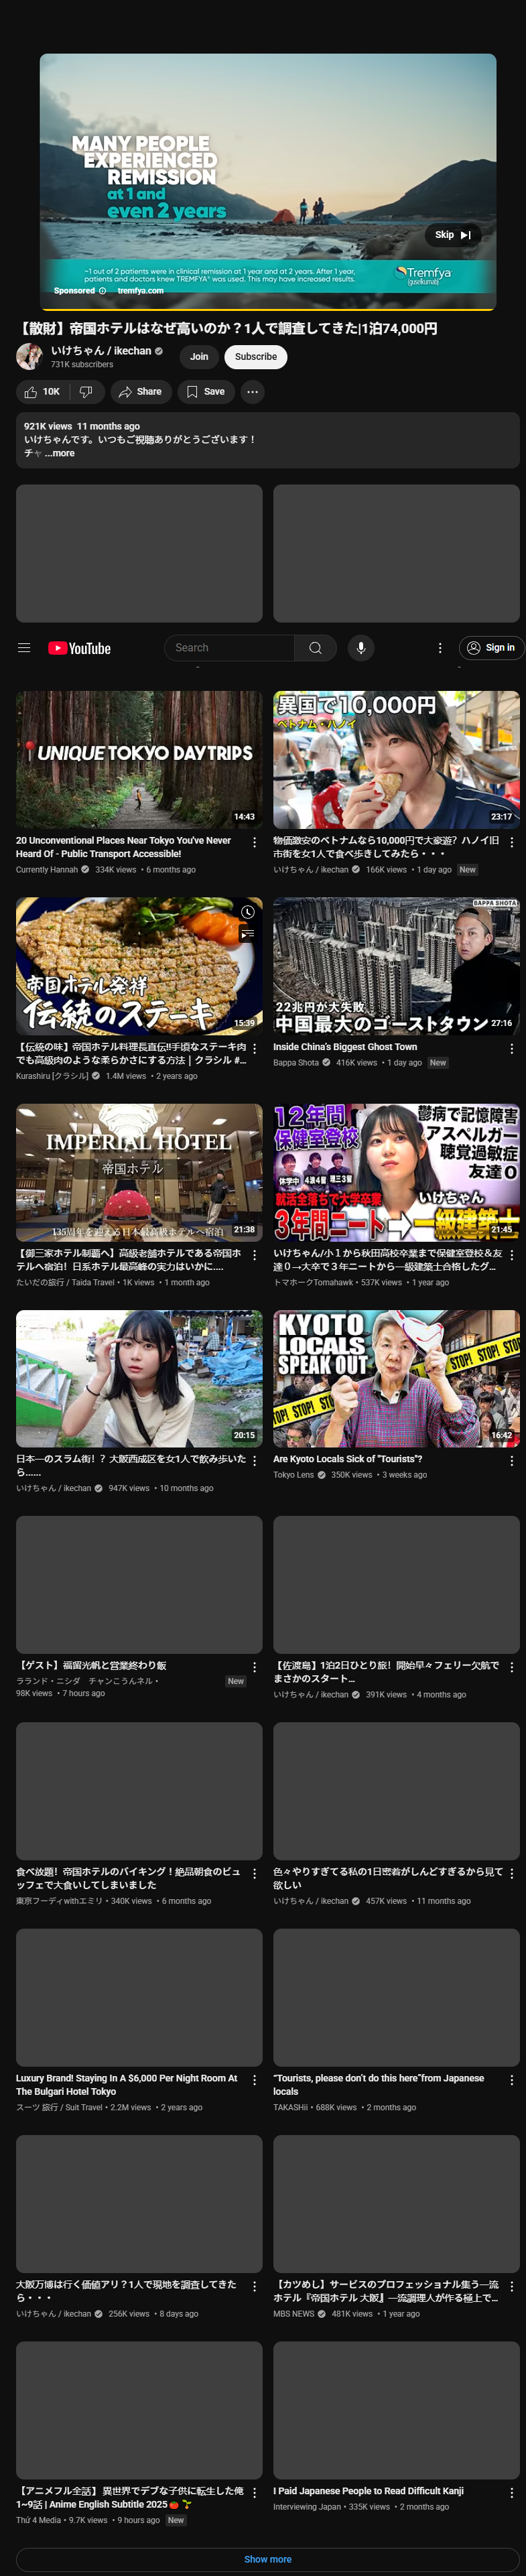 MANY PEOPLE
EXPERIENCED
REMISSION
at 1 and
even 2 years
Skip
~1 out of 2 patients were in clinical remission at 1 year and at 2 years. After 1 year,
patients and doctors knew TREMFYA® was used. This may have increased results.
Tremfya
(guselkumab)
Sponsored
tremfya.com
【散財】帝国ホテルはなぜ高いのか？1人で調査してきた|1泊74,000円
いけちゃん / ikechan
731K subscribers
Join
Subscribe
10K
Share
Save
921K views 11 months ago
いけちゃんです。いつもご視聴ありがとうございます！
チャ ...more
YouTube
Search
Sign in
UNIQUE TOKYO DAYTRIPS
14:43
20 Unconventional Places Near Tokyo You've Never
Heard Of - Public Transport Accessible!
Currently Hannah 334K views • 6 months ago
異国で10,000円
ベトナム・ハノイ
23:17
物価激安のベトナムなら10,000円で大豪遊？ハノイ旧
市街を女1人で食べ歩きしてみたら・・・
いけちゃん / ikechan 166K views • 1 day ago New
帝国ホテル発祥
伝統のステーキ
15:39
【伝統の味】帝国ホテル料理長直伝!!手頃なステーキ肉
でも高級肉のような柔らかさにする方法｜クラシル #...
Kurashiru [クラシル] 1.4M views • 2 years ago
BAPPA SHOTA
22兆円が大失敗
中国最大のゴーストタウン
27:16
Inside China's Biggest Ghost Town
Bappa Shota 416K views • 1 day ago New
IMPERIAL HOTEL
帝国ホテル
135周年を迎える日本最高級ホテルへ宿泊
21:38
【御三家ホテル制覇へ】高級老舗ホテルである帝国ホ
テルへ宿泊！日系ホテル最高峰の実力はいかに....
たいだの旅行 / Taida Travel • 1K views • 1 month ago
12年間
保健室登校
鬱病で記憶障害
アスペルガー
聴覚過敏症
友達0
休学中
4浪4留
理三3留
就活全落ちで大学卒業
いけちゃん
3年間ニート→一級建築士
21:45
いけちゃん/小１から秋田高校卒業まで保健室登校＆友
達０→大卒で３年ニートから一級建築士合格したグ...
トマホークTomahawk • 537K views • 1 year ago
20:15
日本一のスラム街！？大阪西成区を女1人で飲み歩いた
ら......
いけちゃん / ikechan 947K views • 10 months ago
KYOTO
LOCALS
SPEAK OUT
STOP! STOP! STOP!
STOP! STOP!
16:42
Are Kyoto Locals Sick of "Tourists"?
Tokyo Lens 350K views • 3 weeks ago
【ゲスト】福留光帆と営業終わり飯
ララランド・ニシダ　チャンこうんネル •
98K views • 7 hours ago
New
【佐渡島】1泊2日ひとり旅！開始早々フェリー欠航で
まさかのスタート...
いけちゃん / ikechan 391K views • 4 months ago
食べ放題！帝国ホテルのバイキング！絶品朝食のビュ
ッフェで大食いしてしまいました
東京フーディwithエミリ • 340K views • 6 months ago
色々やりすぎてる私の1日密着がしんどすぎるから見て
欲しい
いけちゃん / ikechan 457K views • 11 months ago
Luxury Brand! Staying In A $6,000 Per Night Room At
The Bulgari Hotel Tokyo
スーツ 旅行 / Suit Travel • 2.2M views • 2 years ago
"Tourists, please don't do this here"from Japanese
locals
TAKASHii • 688K views • 2 months ago
大阪万博は行く価値アリ？1人で現地を調査してきた
ら・・・
いけちゃん / ikechan 256K views • 8 days ago
【カツめし】サービスのプロフェッショナル集う一流
ホテル『帝国ホテル 大阪』一流調理人が作る極上で...
MBS NEWS 481K views • 1 year ago
【アニメフル全話】 異世界でデブな子供に転生した俺
1~9話 | Anime English Subtitle 2025🍅🌱
Thứ 4 Media • 9.7K views • 9 hours ago New
I Paid Japanese People to Read Difficult Kanji
Interviewing Japan • 335K views • 2 months ago
Show more